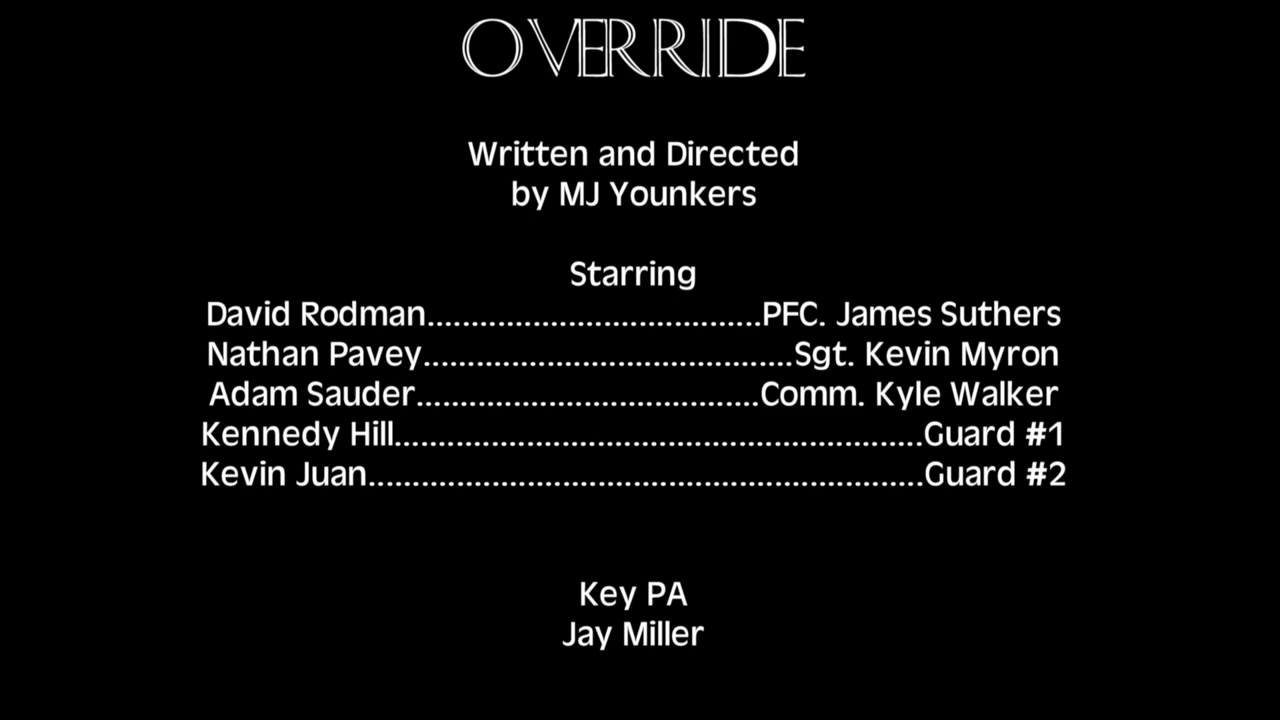 OVERRIDE
Written and Directed
by MJ Younkers
Starring
David Rodman......................................PFC. James Suthers
Nathan Pavey..........................................Sgt. Kevin Myron
Adam Sauder.......................................Comm. Kyle Walker
Kennedy Hill............................................................Guard #1
Kevin Juan...............................................................Guard #2
Key PA
Jay Miller